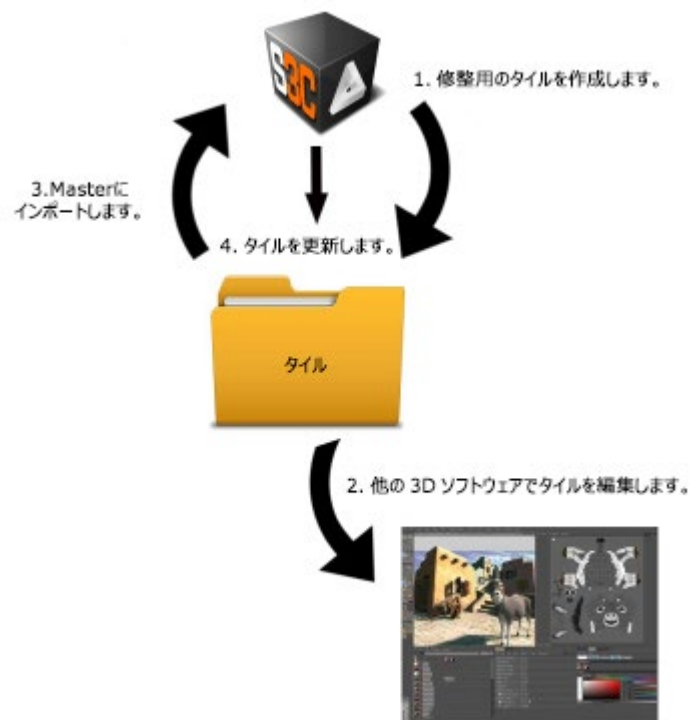 S3C
1. 修整用のタイルを作成します。
3.Masterに
インポートします。
4. タイルを更新します。
タイル
2. 他の 3D ソフトウェアでタイルを編集します。